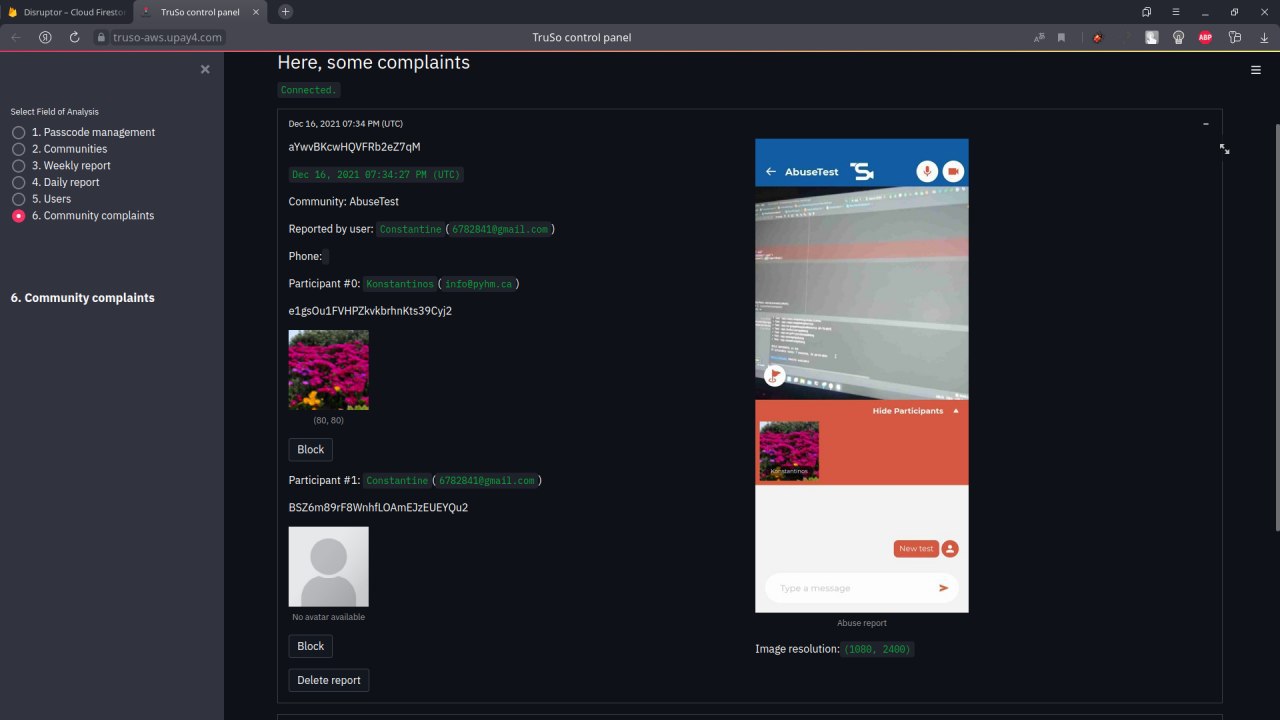 Disruptor – Cloud Firesto
TruSo control panel
truso-aws.upay4.com
TruSo control panel
ABP
Select Field of Analysis
1. Passcode management
2. Communities
3. Weekly report
4. Daily report
5. Users
6. Community complaints
6. Community complaints
Here, some complaints
Connected.
Dec 16, 2021 07:34 PM (UTC)
aYwvBKcwHQVFRb2eZ7qM
Dec 16, 2021 07:34:27 PM (UTC)
Community: AbuseTest
Reported by user: Constantine ( 6782841@gmail.com )
Phone:
Participant #0: Konstantinos ( info@pyhm.ca )
e1gsOu1FVHPZkvkbrhnKts39Cyj2
(80, 80)
Block
Participant #1: Constantine ( 6782841@gmail.com )
BSZ6m89rF8WnhfLOAmEJzEUEYQu2
No avatar available
Block
Delete report
AbuseTest
Hide Participants
Konstantinos
New test
Type a message
Abuse report
Image resolution: (1080, 2400)